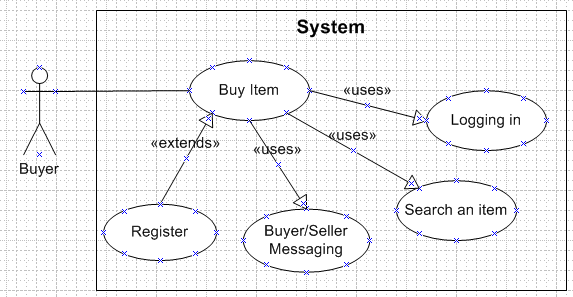 System
Buy Item
«uses»
Logging in
«extends»
«uses»
«uses»
Buyer
Search an item
Register
Buyer/Seller
Messaging